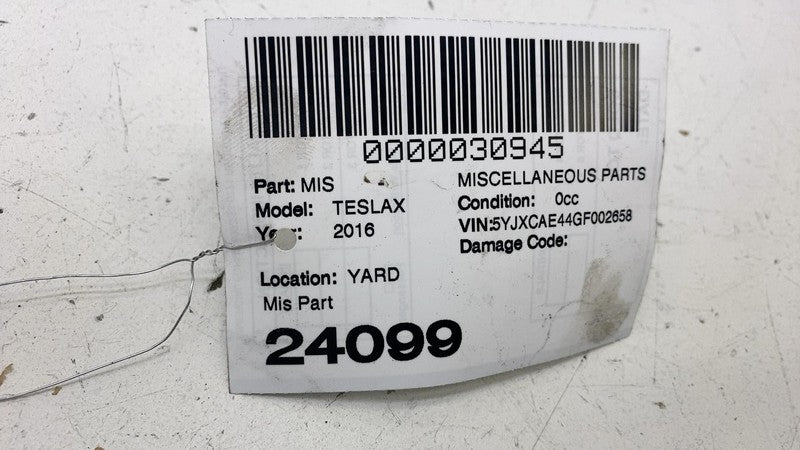 0000030945
Part: MIS MISCELLANEOUS PARTS
Model: TESLAX Condition: 0cc
Year: 2016 VIN:5YJXCAE44GF002658
Damage Code:
Location: YARD
Mis Part
24099